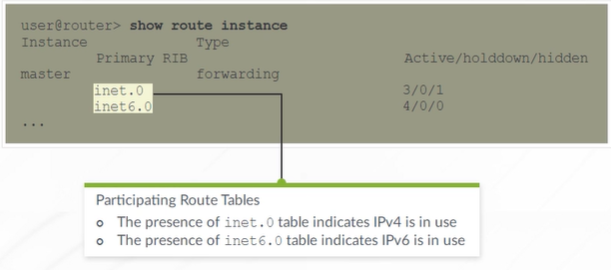 user@router> show route instance
Instance Type
Primary RIB Active/holddown/hidden
master forwarding
inet.0 3/0/1
inet6.0 4/0/0
...
Participating Route Tables
o The presence of inet.0 table indicates IPv4 is in use
o The presence of inet6.0 table indicates IPv6 is in use